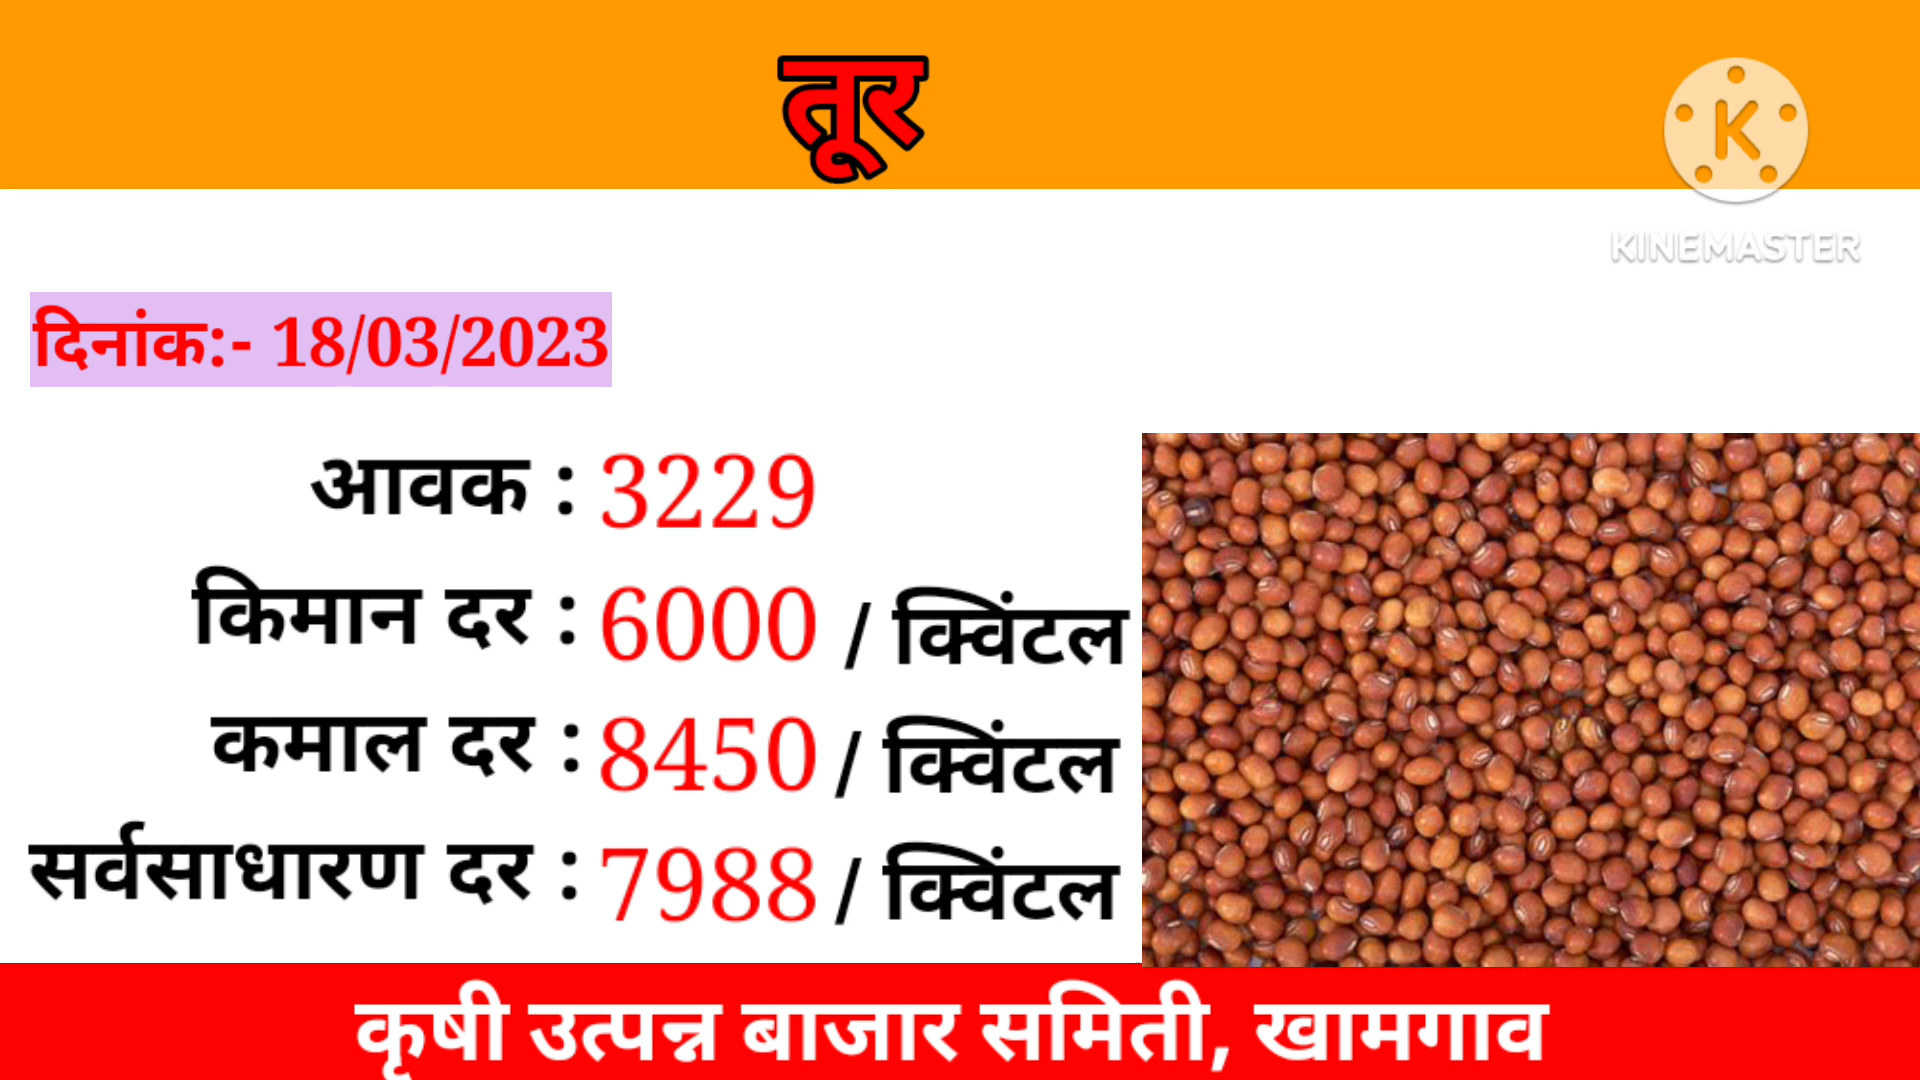 तूर
K
KINEMASTER
दिनांक:- 18/03/2023
आवक : 3229
किमान दर : 6000 / क्विंटल
कमाल दर : 8450 / क्विंटल
सर्वसाधारण दर : 7988 / क्विंटल
कृषी उत्पन्न बाजार समिती, खामगाव